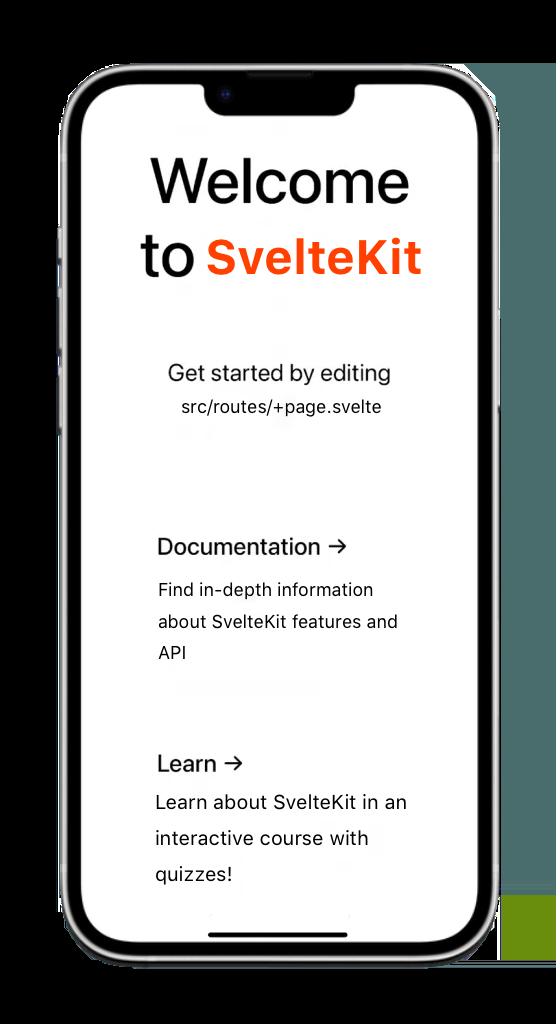 Welcome
to SvelteKit
Get started by editing
src/routes/+page.svelte
Documentation →
Find in-depth information
about SvelteKit features and
API
Learn →
Learn about SvelteKit in an
interactive course with
quizzes!